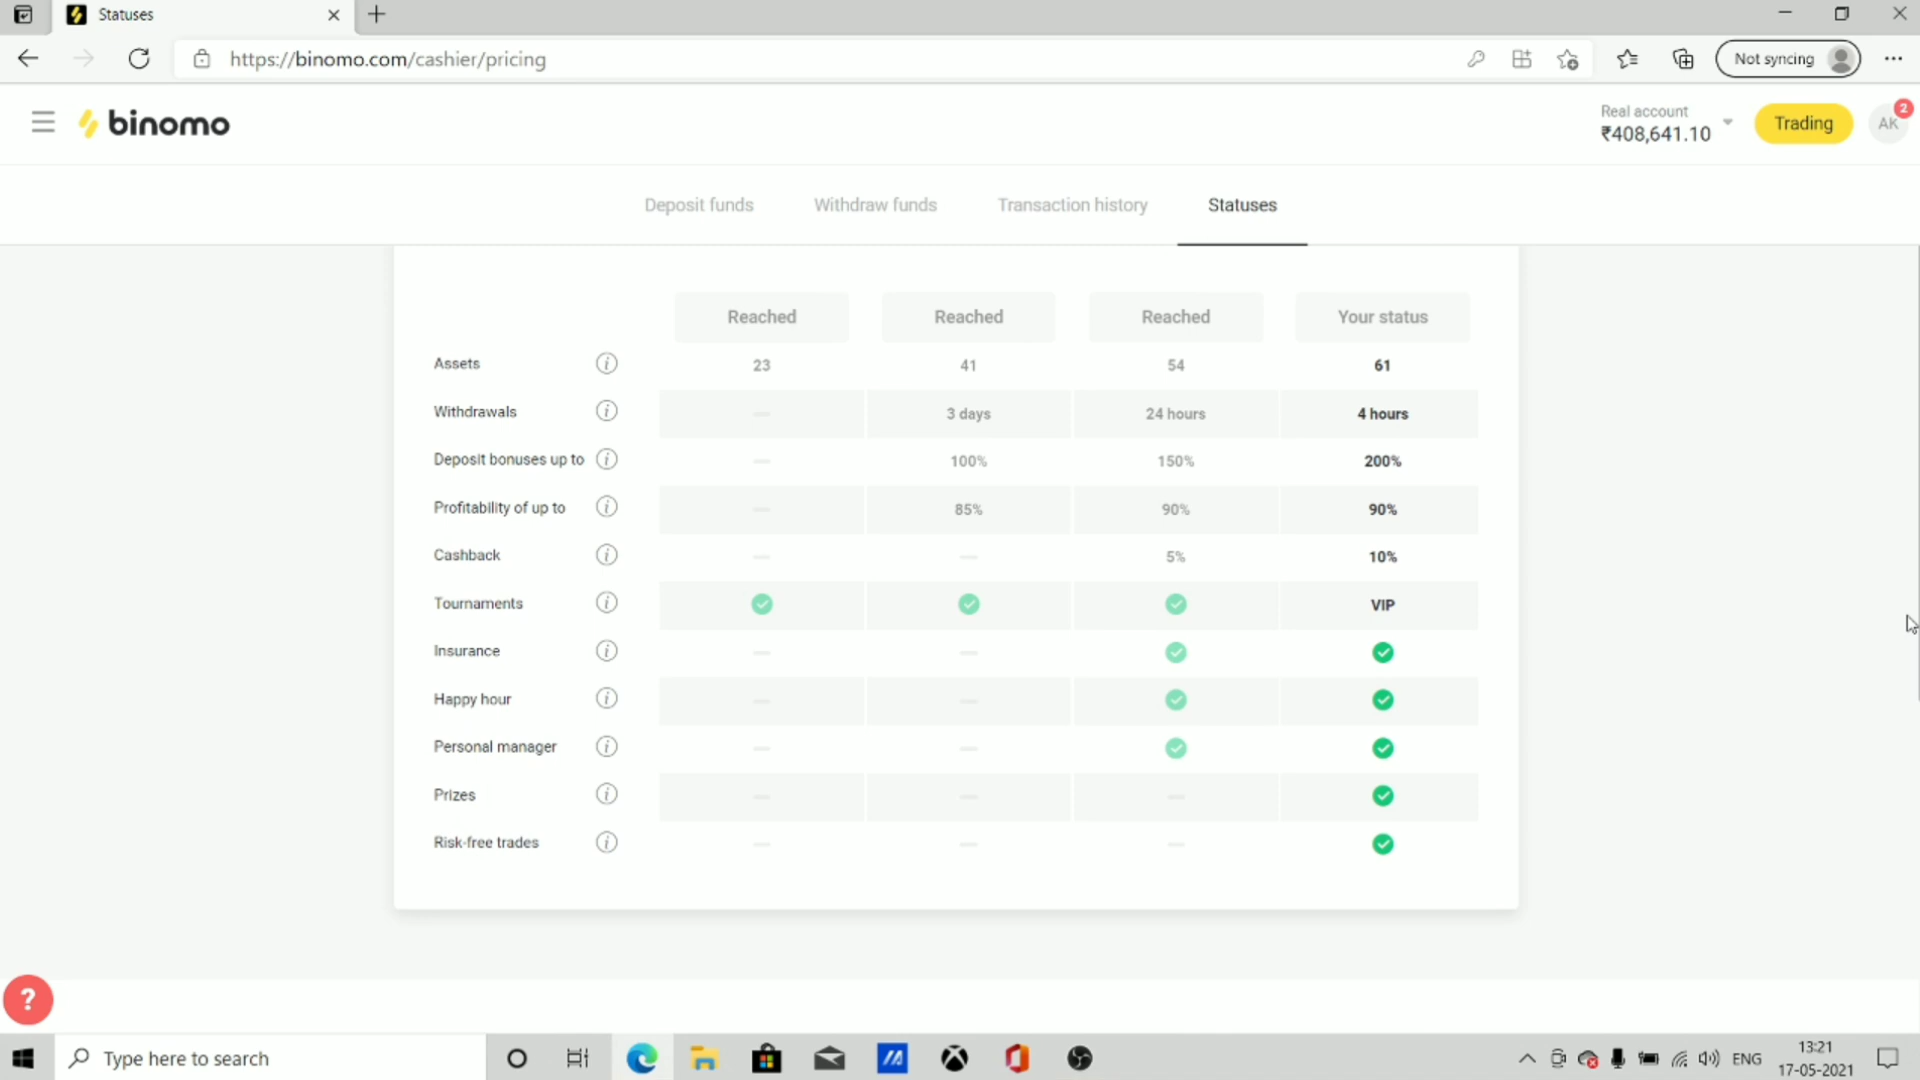 Statuses
https://binomo.com/cashier/pricing
Not syncing
binomo
Real account
₹408,641.10
Trading
AK
2
Deposit funds Withdraw funds Transaction history Statuses
Reached Reached Reached Your status
Assets i 23 41 54 61
Withdrawals i — 3 days 24 hours 4 hours
Deposit bonuses up to i — 100% 150% 200%
Profitability of up to i — 85% 90% 90%
Cashback i — — 5% 10%
Tournaments i VIP
Insurance i — —
Happy hour i — —
Personal manager i — —
Prizes i — — —
Risk-free trades i — — —
?
Type here to search
ENG
13:21
17-05-2021